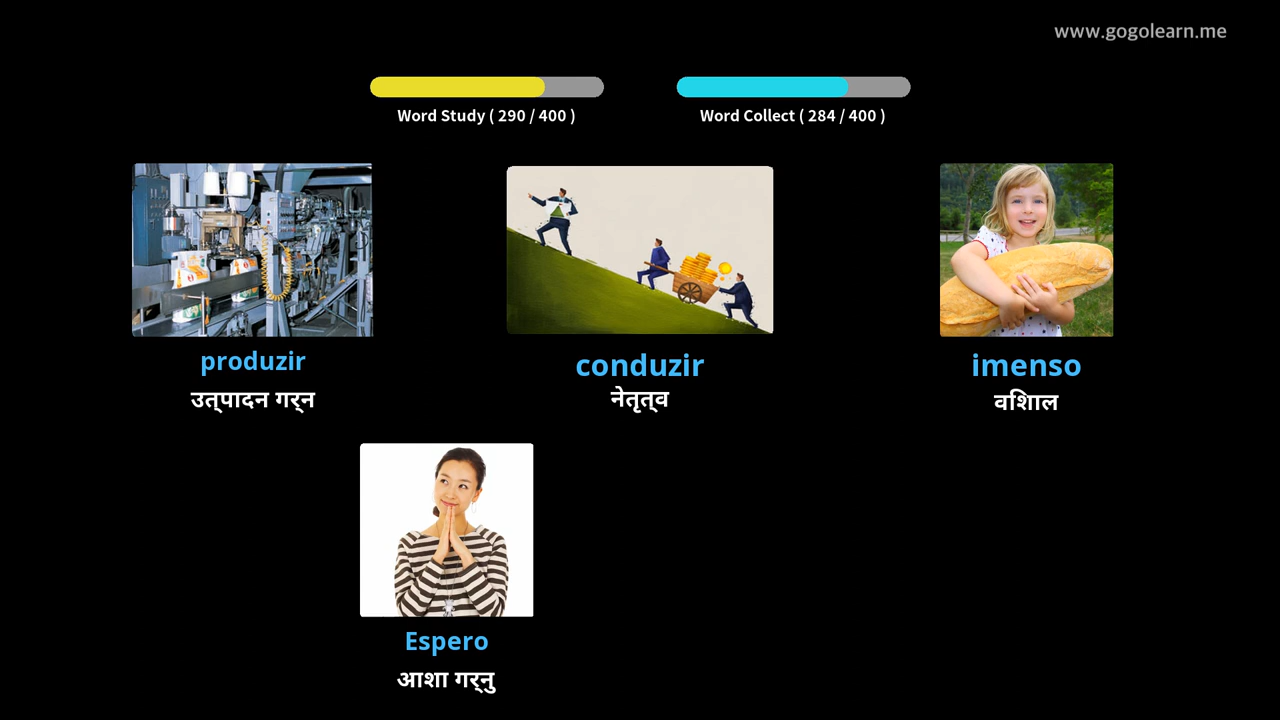 www.gogolearn.me
Word Study ( 290 / 400 )
Word Collect ( 284 / 400 )
produzir
उत्पादन गर्न
conduzir
नेतृत्व
imenso
विशाल
Espero
आशा गर्नु